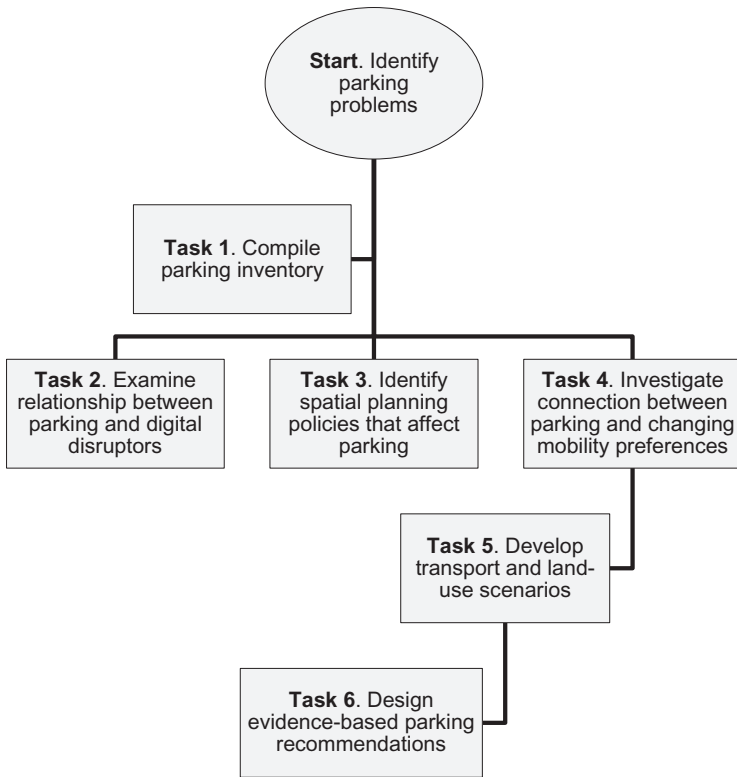 Start. Identify
parking
problems
Task 1. Compile
parking inventory
Task 2. Examine
relationship between
parking and digital
disruptors
Task 3. Identify
spatial planning
policies that affect
parking
Task 4. Investigate
connection between
parking and changing
mobility preferences
Task 5. Develop
transport and land-
use scenarios
Task 6. Design
evidence-based parking
recommendations